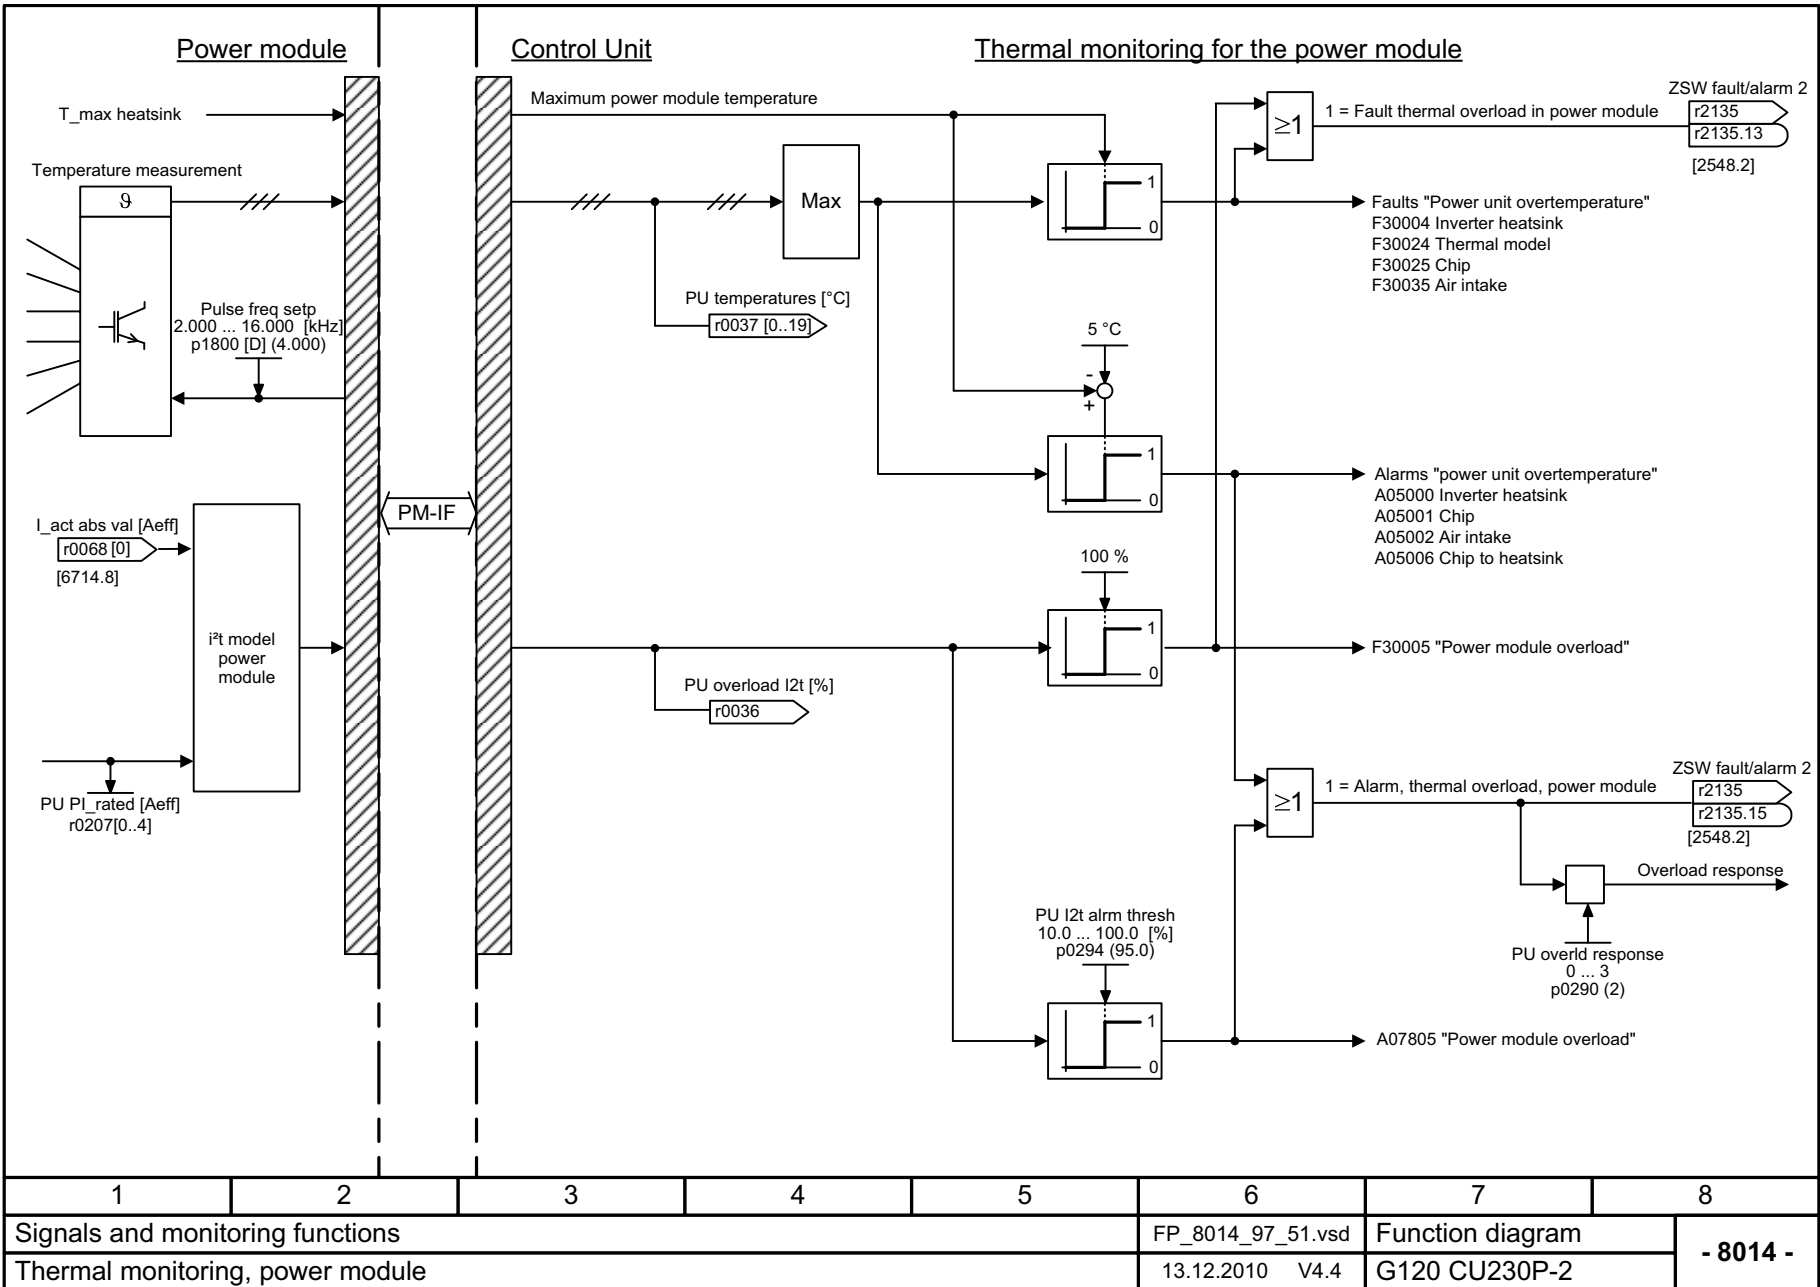 Power module
Control Unit
Thermal monitoring for the power module
T_max heatsink
Maximum power module temperature
≥1
1 = Fault thermal overload in power module
ZSW fault/alarm 2
r2135
r2135.13
[2548.2]
Temperature measurement
ϑ
Max
1
0
Faults "Power unit overtemperature"
F30004 Inverter heatsink
F30024 Thermal model
F30025 Chip
F30035 Air intake
Pulse freq setp
2.000 ... 16.000 [kHz]
p1800 [D] (4.000)
PU temperatures [°C]
r0037 [0..19]
5 °C
-
+
1
0
Alarms "power unit overtemperature"
A05000 Inverter heatsink
A05001 Chip
A05002 Air intake
A05006 Chip to heatsink
PM-IF
I_act abs val [Aeff]
r0068 [0]
[6714.8]
i²t model
power
module
100 %
1
0
F30005 "Power module overload"
PU overload I2t [%]
r0036
PU PI_rated [Aeff]
r0207[0..4]
≥1
1 = Alarm, thermal overload, power module
ZSW fault/alarm 2
r2135
r2135.15
[2548.2]
Overload response
PU overld response
0 ... 3
p0290 (2)
PU I2t alrm thresh
10.0 ... 100.0 [%]
p0294 (95.0)
1
0
A07805 "Power module overload"
1 2 3 4 5 6 7 8
Signals and monitoring functions
FP_8014_97_51.vsd
Function diagram
- 8014 -
Thermal monitoring, power module
13.12.2010 V4.4
G120 CU230P-2